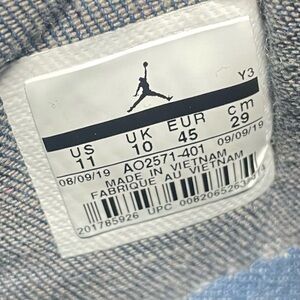 Y3
US UK EUR cm
11 10 45 29
08/09/19 AO2571-401 09/09/19
MADE IN VIETNAM
FABRIQUE AU VIETNAM
201785926 UPC